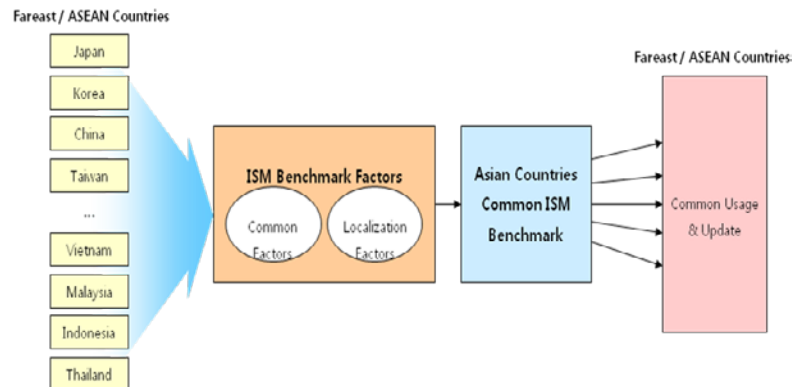 Fareast / ASEAN Countries
Japan
Korea
China
Taiwan
...
Vietnam
Malaysia
Indonesia
Thailand
ISM Benchmark Factors
Common
Factors
Localization
Factors
Asian Countries
Common ISM
Benchmark
Fareast / ASEAN Countries
Common Usage
& Update